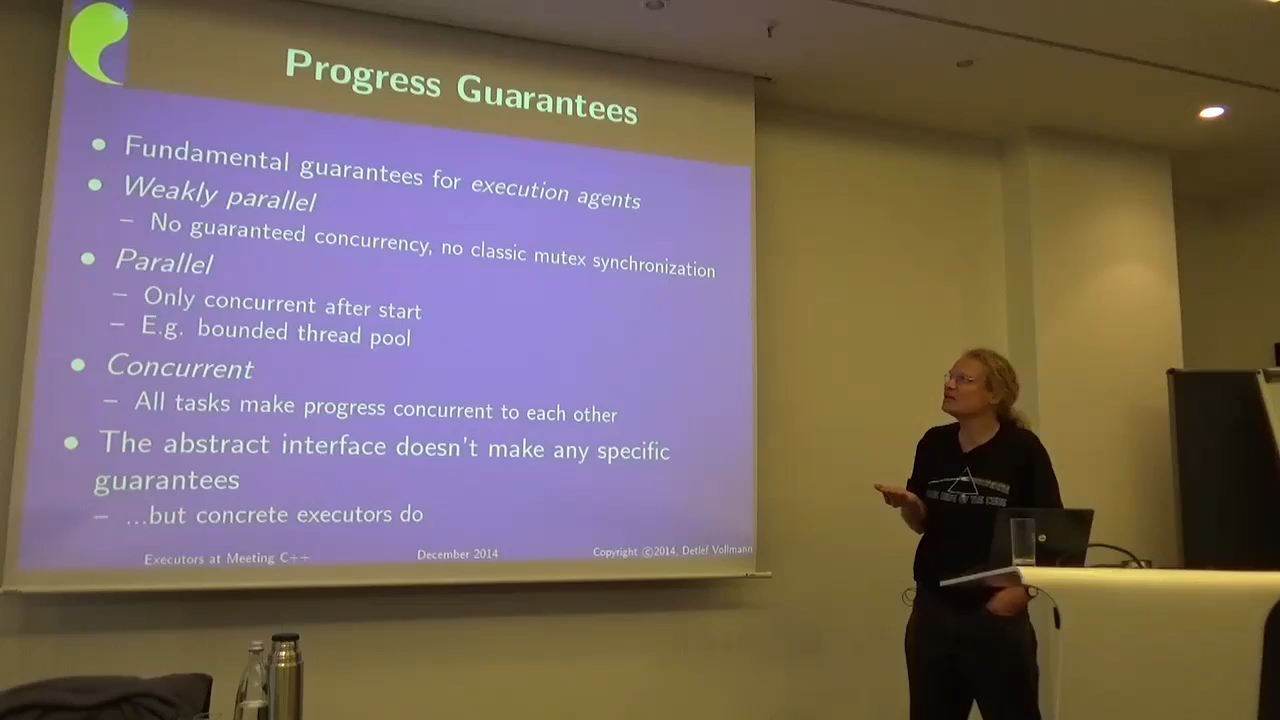 Progress Guarantees
• Fundamental guarantees for execution agents
• Weakly parallel
– No guaranteed concurrency, no classic mutex synchronization
• Parallel
– Only concurrent after start
– E.g. bounded thread pool
• Concurrent
– All tasks make progress concurrent to each other
• The abstract interface doesn't make any specific
guarantees
– ...but concrete executors do
Executors at Meeting C++ December 2014 Copyright ©2014, Detlef Vollmann
hp